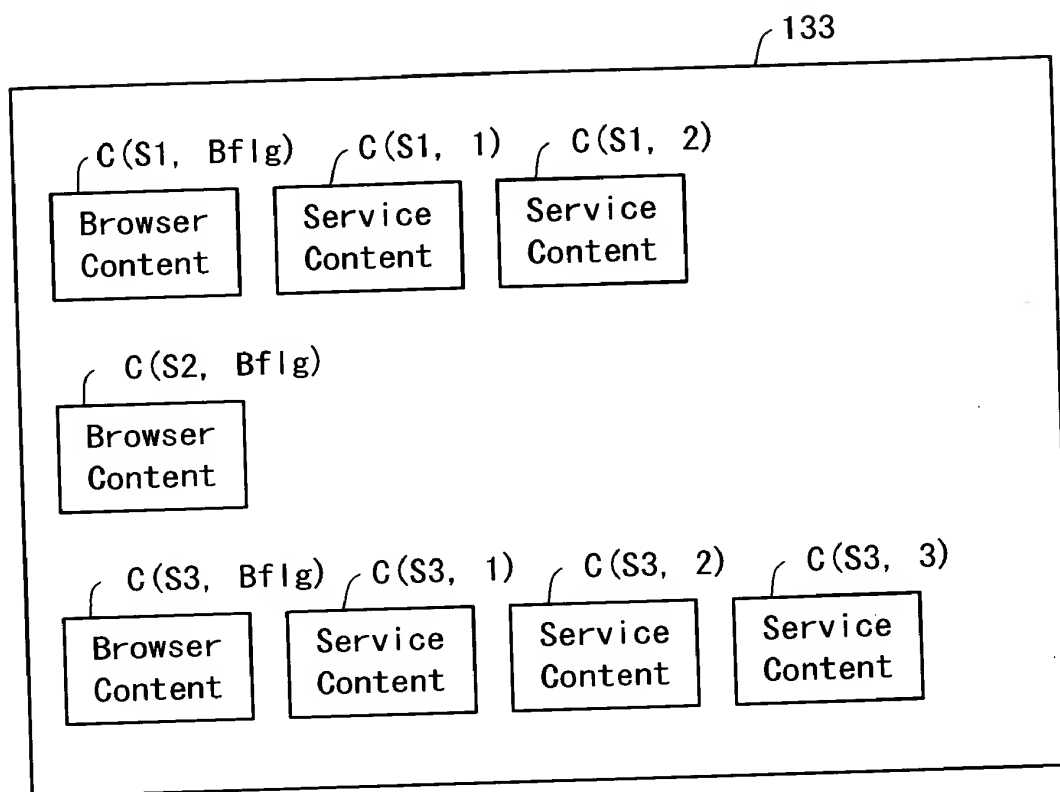 133
C(S1, Bflg) C(S1, 1) C(S1, 2)
Browser Service Service
Content Content Content
C(S2, Bflg)
Browser
Content
C(S3, Bflg) C(S3, 1) C(S3, 2) C(S3, 3)
Browser Service Service Service
Content Content Content Content